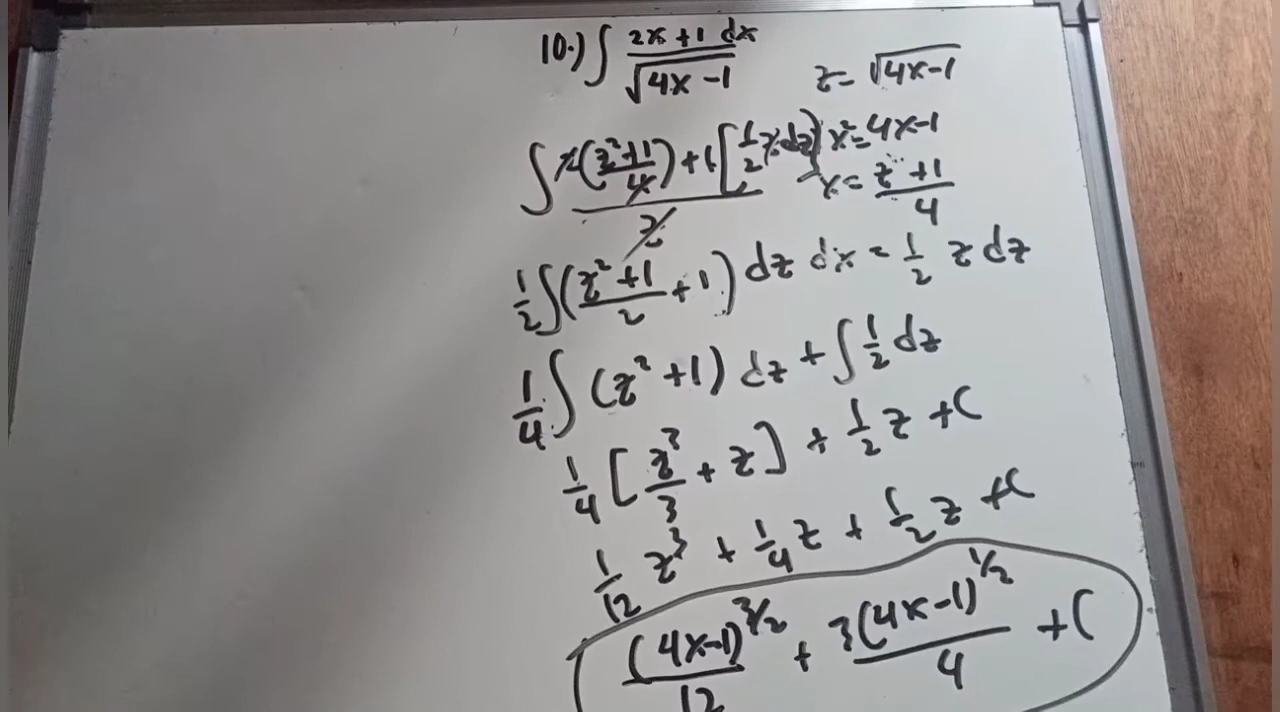 10.) ∫ 2x + 1 dx / √4x - 1
z = √4x-1
∫ 2(z²+1/4) + 1 [1/2 z dz] / z
x² = 4x-1
x = z² + 1 / 4
1/2 ∫ (z² + 1 / 2 + 1) dz
dx = 1/2 z dz
1/4 ∫ (z² + 1) dz + ∫ 1/2 dz
1/4 [z³/3 + z] + 1/2 z + C
1/12 z³ + 1/4 z + 1/2 z + C
(4x-1)^3/2 / 12 + 3(4x-1)^1/2 / 4 + C